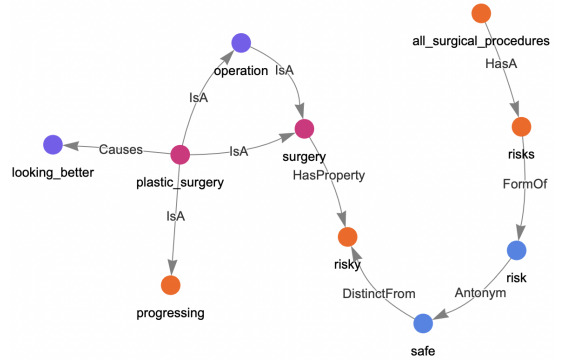 all_surgical_procedures
HasA
operation
IsA
IsA
Causes
IsA
surgery
risks
looking_better
plastic_surgery
HasProperty
FormOf
IsA
risky
risk
progressing
DistinctFrom
Antonym
safe